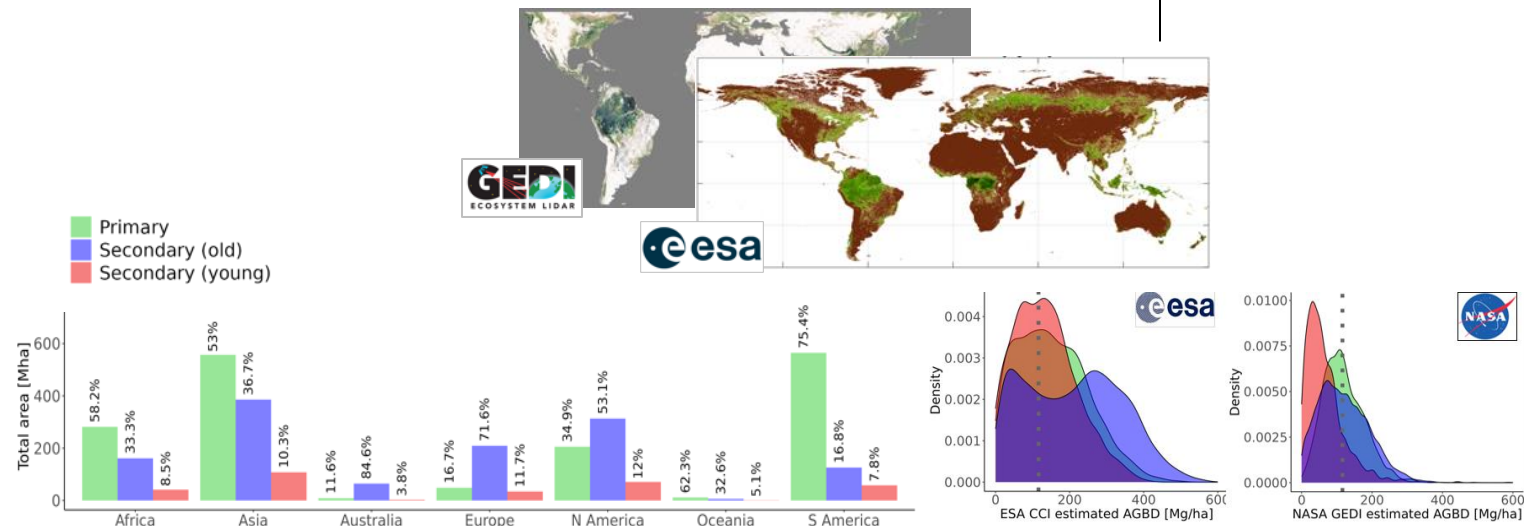 GEDI
ECOSYSTEM LIDAR
esa
Primary
Secondary (old)
Secondary (young)
Total area [Mha]
600
400
200
0
58.2%
33.3%
8.5%
53%
36.7%
10.3%
11.6%
84.6%
3.8%
16.7%
71.6%
11.7%
34.9%
53.1%
12%
62.3%
32.6%
5.1%
75.4%
16.8%
7.8%
Africa
Asia
Australia
Europe
N America
Oceania
S America
esa
Density
0.004
0.003
0.002
0.001
0.000
0
200
400
600
ESA CCI estimated AGBD [Mg/ha]
NASA
Density
0.0100
0.0075
0.0050
0.0025
0.0000
0
200
400
600
NASA GEDI estimated AGBD [Mg/ha]